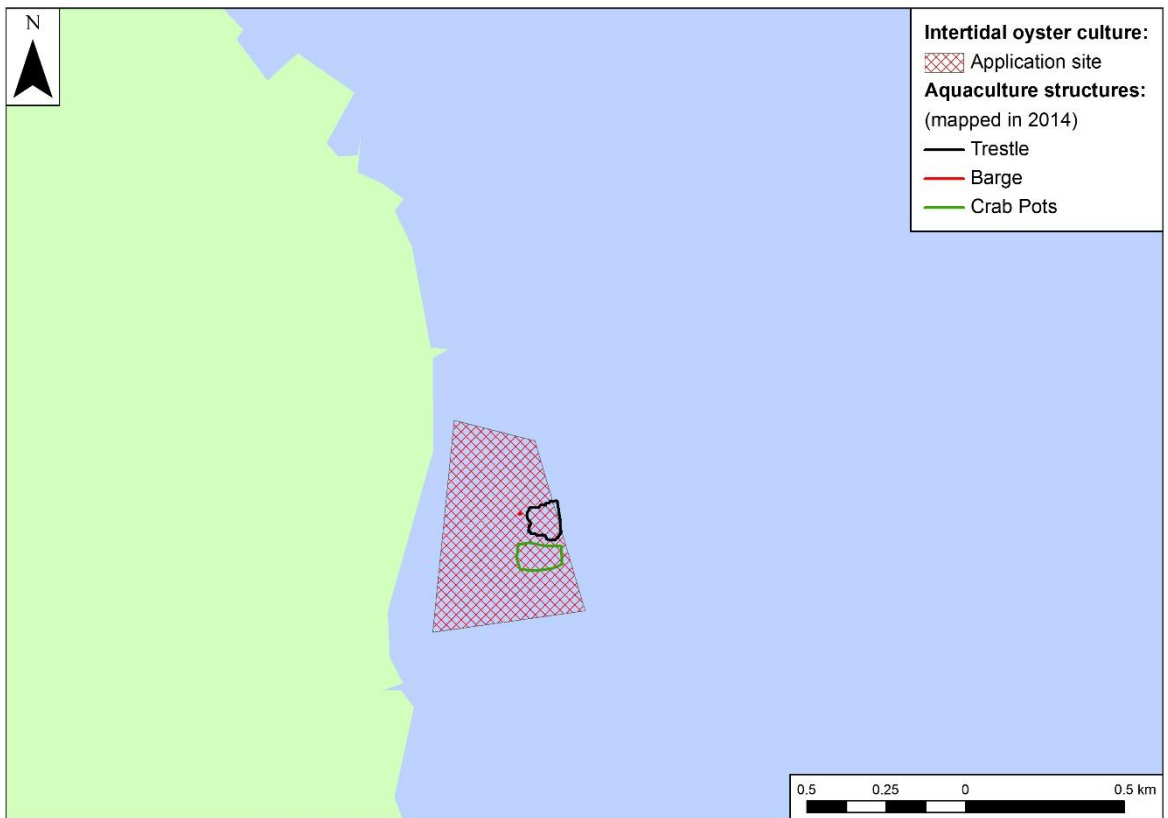 N
Intertidal oyster culture:
Application site
Aquaculture structures:
(mapped in 2014)
Trestle
Barge
Crab Pots
0.5 0.25 0 0.5 km